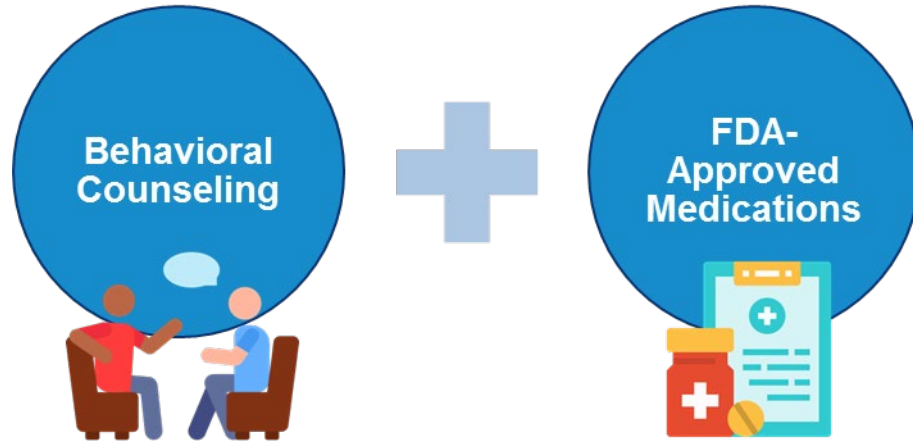 Behavioral
Counseling
FDA-
Approved
Medications